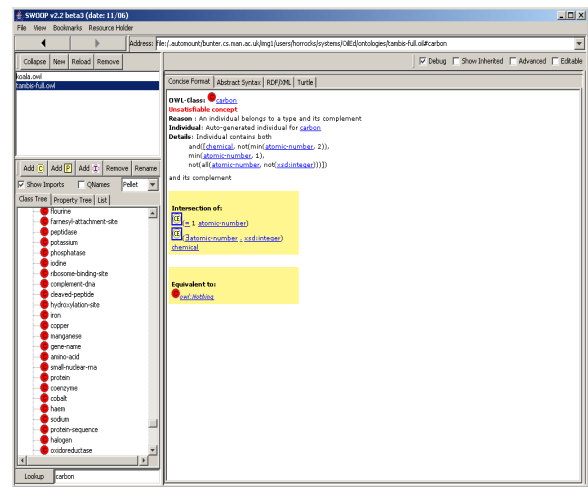 SWOOP v2.2 beta3 (date: 11/06)
File View Bookmarks Resource Holder
Address: file:/.automount/bunter.cs.man.ac.uk/img1/users/horrocks/systems/OilEd/ontologies/tambis-full.oil#carbon
Collapse New Reload Remove
Debug Show Inherited Advanced Editable
koala.owl
tambis-full.owl
Add C Add P Add I Remove Rename
Show Imports QNames Pellet
Class Tree Property Tree List
flourine
farnesyl-attachment-site
peptidase
potassium
phosphatase
iodine
ribosome-binding-site
complement-dna
cleaved-peptide
hydroxylation-site
iron
copper
manganese
gene-name
amino-acid
small-nuclear-rna
protein
coenzyme
cobalt
haem
sodium
protein-sequence
halogen
oxidoreductase
Lookup carbon
Concise Format Abstract Syntax RDF/XML Turtle
OWL-Class: C carbon
Unsatisfiable concept
Reason : An individual belongs to a type and its complement
Individual: Auto-generated individual for carbon
Details: Individual contains both
and([chemical, not(min(atomic-number, 2)),
min(atomic-number, 1),
not(all(atomic-number, not(xsd:integer)))])
and its complement
Intersection of:
CE (= 1 atomic-number)
CE (∃atomic-number . xsd:integer)
chemical
Equivalent to:
C owl:Nothing